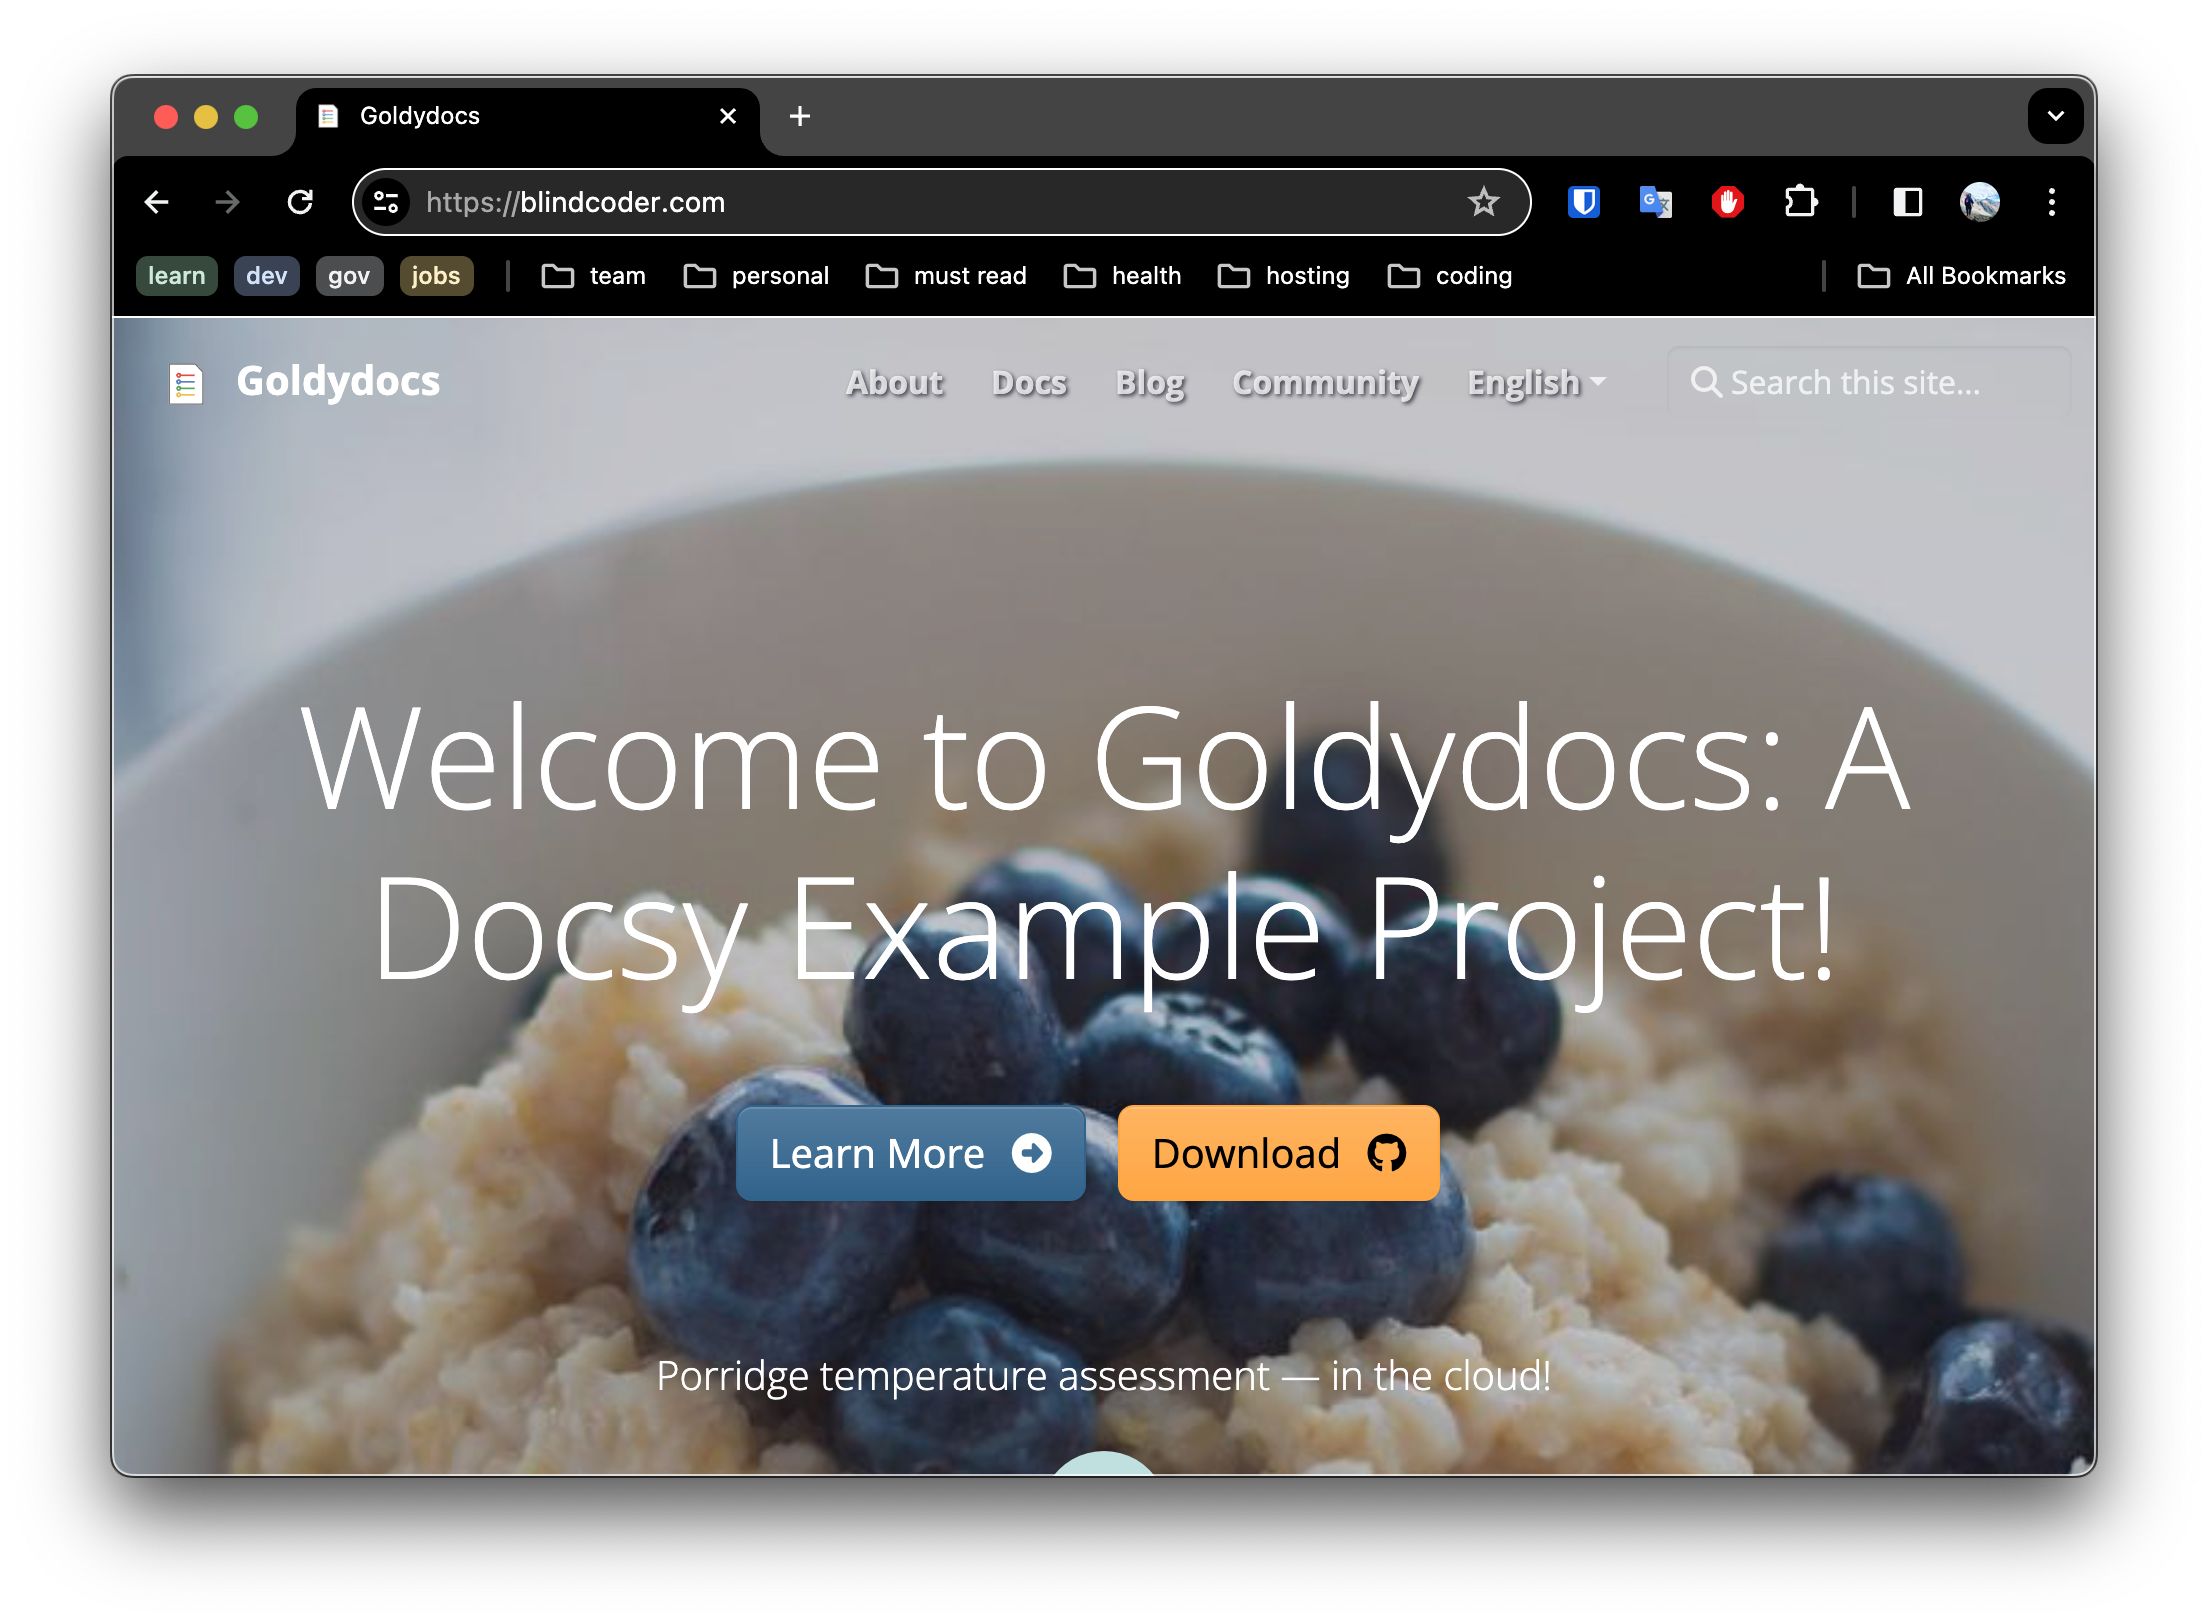 Goldydocs
https://blindcoder.com
learn dev gov jobs team personal must read health hosting coding All Bookmarks
Goldydocs About Docs Blog Community English Search this site...
Welcome to Goldydocs: A
Docsy Example Project!
Learn More Download
Porridge temperature assessment — in the cloud!